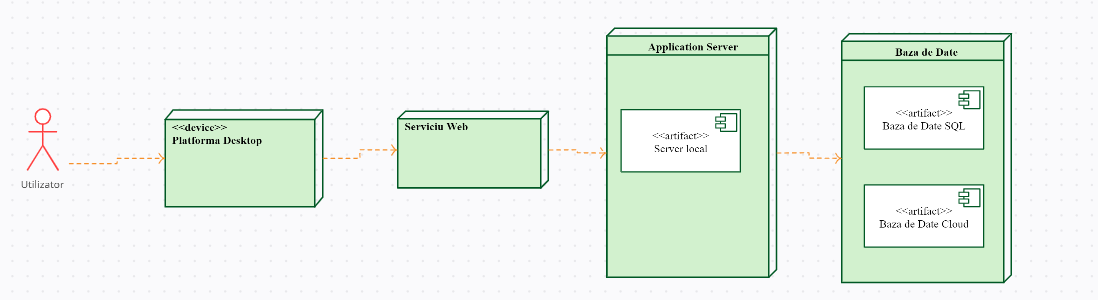 Utilizator
<<device>>
Platforma Desktop
Serviciu Web
Application Server
<<artifact>>
Server local
Baza de Date
<<artifact>>
Baza de Date SQL
<<artifact>>
Baza de Date Cloud